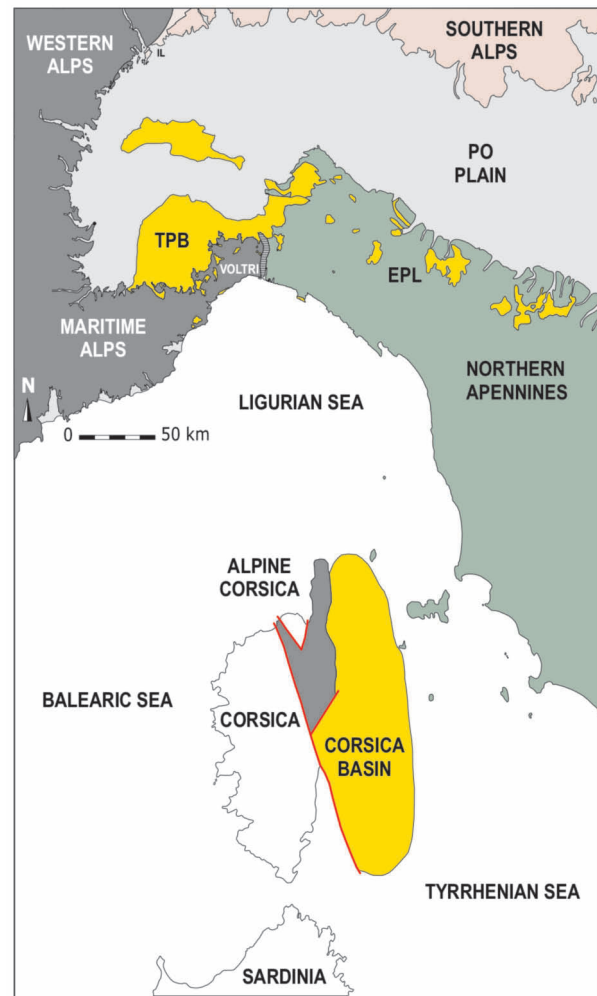 WESTERN
ALPS
IL
SOUTHERN
ALPS
PO
PLAIN
TPB
VOLTRI
EPL
MARITIME
ALPS
NORTHERN
APENNINES
N
LIGURIAN SEA
0 50 km
ALPINE
CORSICA
BALEARIC SEA
CORSICA
CORSICA
BASIN
TYRRHENIAN SEA
SARDINIA